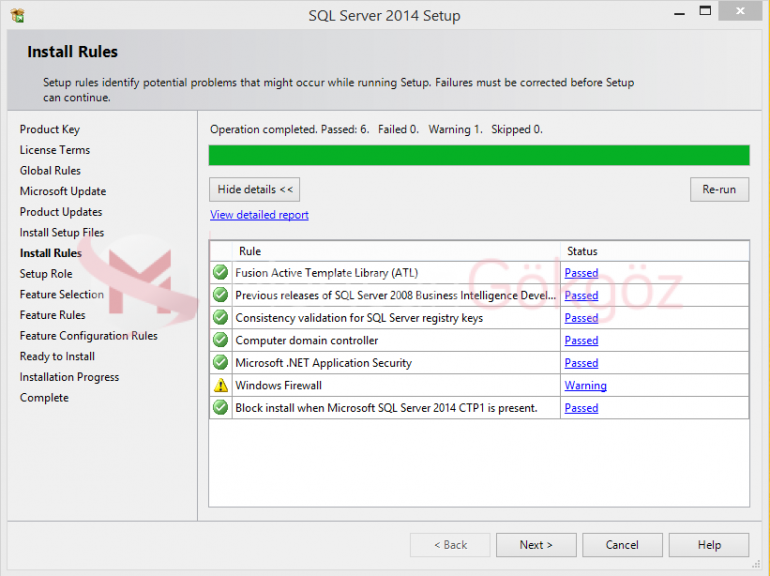 SQL Server 2014 Setup
Install Rules
Setup rules identify potential problems that might occur while running Setup. Failures must be corrected before Setup
can continue.
Product Key
License Terms
Global Rules
Microsoft Update
Product Updates
Install Setup Files
Install Rules
Setup Role
Feature Selection
Feature Rules
Feature Configuration Rules
Ready to Install
Installation Progress
Complete
Operation completed. Passed: 6.   Failed 0.   Warning 1.   Skipped 0.
Hide details <<
Re-run
View detailed report
Rule Status
Fusion Active Template Library (ATL) Passed
Previous releases of SQL Server 2008 Business Intelligence Devel... Passed
Consistency validation for SQL Server registry keys Passed
Computer domain controller Passed
Microsoft .NET Application Security Passed
Windows Firewall Warning
Block install when Microsoft SQL Server 2014 CTP1 is present. Passed
Gökgöz
< Back Next > Cancel Help